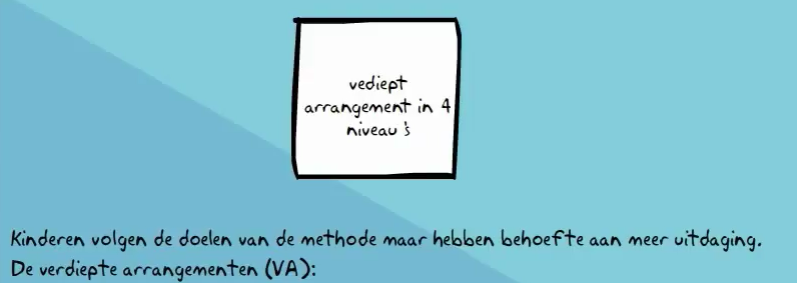 vediept
arrangement in 4
niveau's
Kinderen volgen de doelen van de methode maar hebben behoefte aan meer uitdaging.
De verdiepte arrangementen (VA):